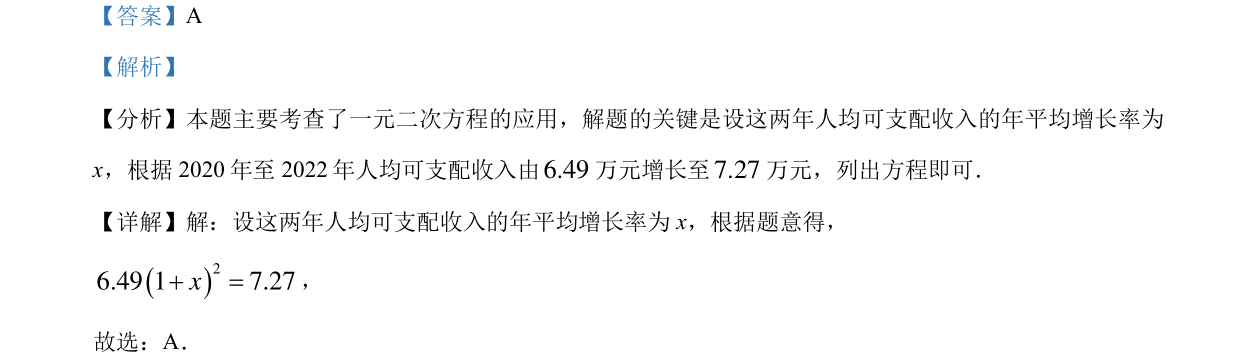 【答案】A
【解析】
【分析】本题主要考查了一元二次方程的应用，解题的关键是设这两年人均可支配收入的年平均增长率为
x，根据 2020 年至 2022 年人均可支配收入由 6.49 万元增长至 7.27 万元，列出方程即可．
【详解】解：设这两年人均可支配收入的年平均增长率为 x，根据题意得，
6.49(1+x)²=7.27，
故选：A．